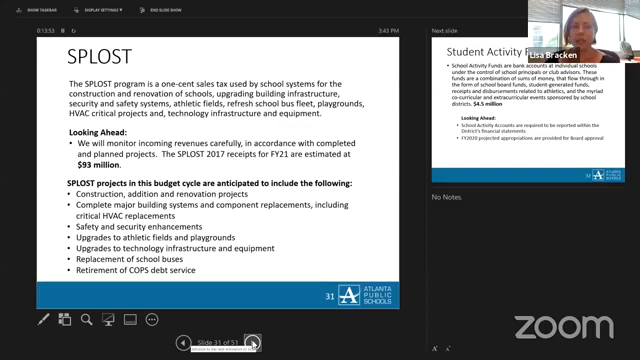 SHOW TASKBAR
DISPLAY SETTINGS
END SLIDE SHOW
0:13:53
3:43 PM
SPLOST
The SPLOST program is a one-cent sales tax used by school systems for the
construction and renovation of schools, upgrading building infrastructure,
security and safety systems, athletic fields, refresh school bus fleet, playgrounds,
HVAC critical projects and, technology infrastructure and equipment.
Looking Ahead:
• We will monitor incoming revenues carefully, in accordance with completed
and planned projects. The SPLOST 2017 receipts for FY21 are estimated at
$93 million.
SPLOST projects in this budget cycle are anticipated to include the following:
• Construction, addition and renovation projects
• Complete major building systems and component replacements, including
critical HVAC replacements
• Safety and security enhancements
• Upgrades to athletic fields and playgrounds
• Upgrades to technology infrastructure and equipment
• Replacement of school buses
• Retirement of COPS debt service
31
ATLANTA
PUBLIC
SCHOOLS
Slide 31 of 51
Next slide
Lisa Bracken
Student Activity F
• School Activity Funds are bank accounts at individual schools
under the control of school principals or club advisors. These
funds are a combination of sums of money, that flow through in
the form of school board funds, student-generated funds,
receipts and disbursements related to athletics, and the myriad
co-curricular and extracurricular events sponsored by school
districts. $4.5 million
Looking Ahead:
• School Activity Accounts are required to be reported within the
District's financial statements
• FY2020 projected appropriations are provided for Board approval
32
ATLANTA
PUBLIC
SCHOOLS
No Notes.
zoom